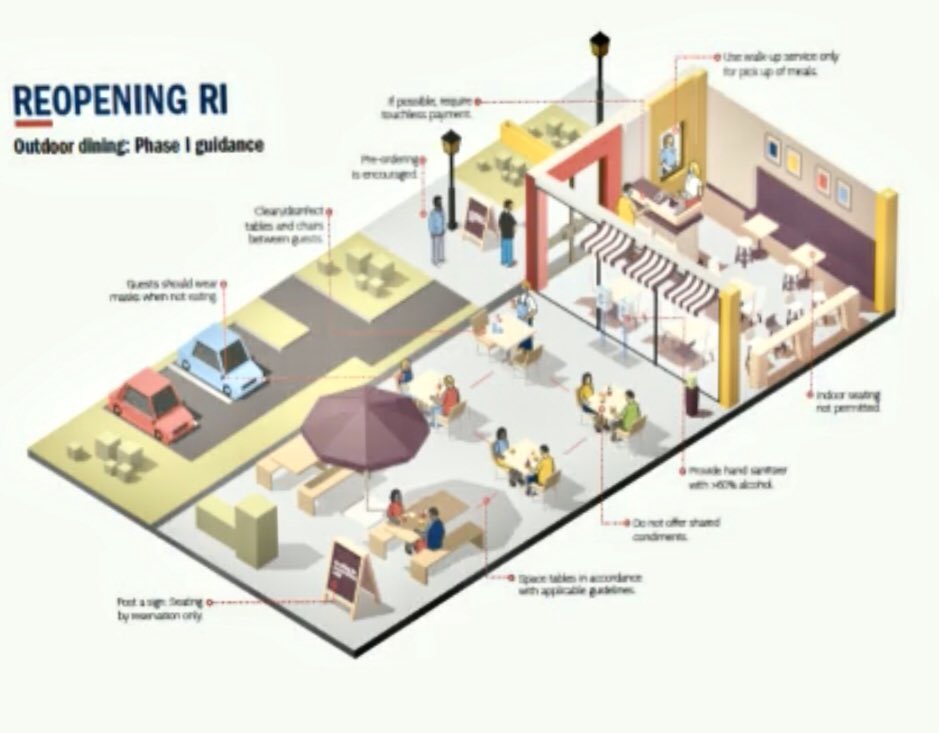 REOPENING RI
Outdoor dining: Phase I guidance
Use walk-up service only
for pick up of meals.
If possible, require
touchless payment.
Pre-ordering
is encouraged.
Clean/disinfect
tables and chairs
between guests.
Guests should wear
masks when not eating.
Indoor seating
not permitted.
Provide hand sanitizer
with >60% alcohol.
Do not offer shared
condiments.
Space tables in accordance
with applicable guidelines.
Post a sign: Seating
by reservation only.